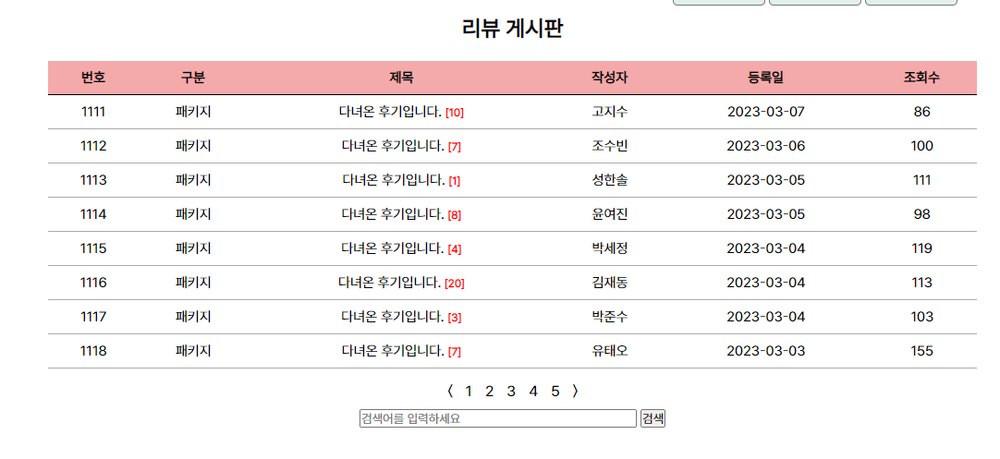 리뷰 게시판
번호 구분 제목 작성자 등록일 조회수
1111 패키지 다녀온 후기입니다. [10] 고지수 2023-03-07 86
1112 패키지 다녀온 후기입니다. [7] 조수빈 2023-03-06 100
1113 패키지 다녀온 후기입니다. [1] 성한솔 2023-03-05 111
1114 패키지 다녀온 후기입니다. [8] 윤여진 2023-03-05 98
1115 패키지 다녀온 후기입니다. [4] 박세정 2023-03-04 119
1116 패키지 다녀온 후기입니다. [20] 김재동 2023-03-04 113
1117 패키지 다녀온 후기입니다. [3] 박준수 2023-03-04 103
1118 패키지 다녀온 후기입니다. [7] 유태오 2023-03-03 155
〈 1 2 3 4 5 〉
검색어를 입력하세요 검색